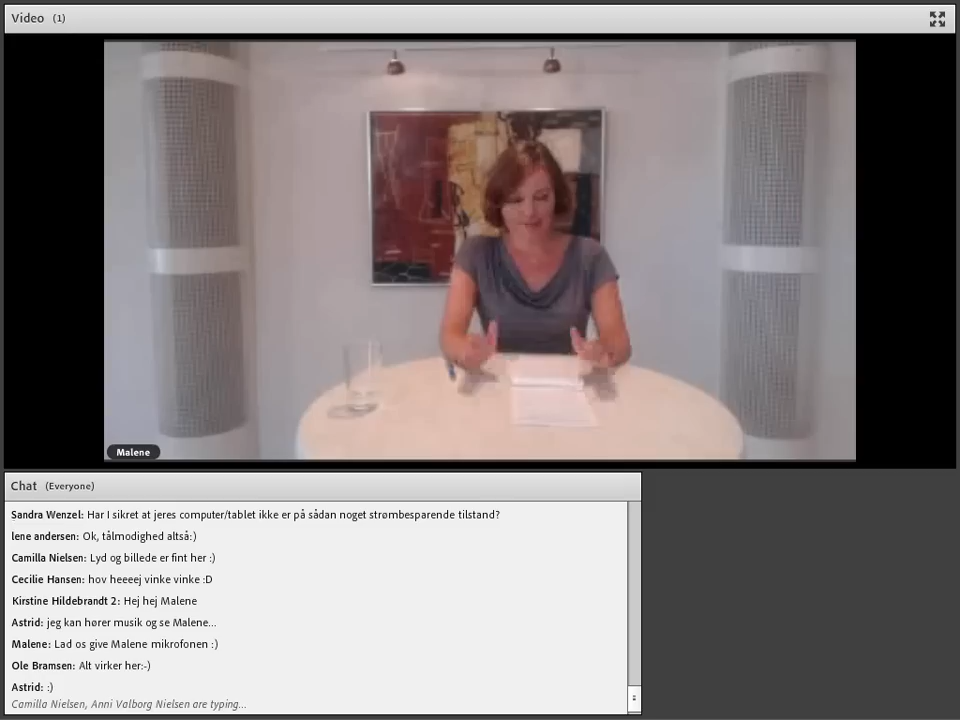 Video (1)
Malene
Chat (Everyone)
Sandra Wenzel: Har I sikret at jeres computer/tablet ikke er på sådan noget strømbesparende tilstand?
lene andersen: Ok, tålmodighed altså:)
Camilla Nielsen: Lyd og billede er fint her :)
Cecilie Hansen: hov heeeej vinke vinke :D
Kirstine Hildebrandt 2: Hej hej Malene
Astrid: jeg kan hører musik og se Malene...
Malene: Lad os give Malene mikrofonen :)
Ole Bramsen: Alt virker her:-)
Astrid: :)
Camilla Nielsen, Anni Valborg Nielsen are typing...